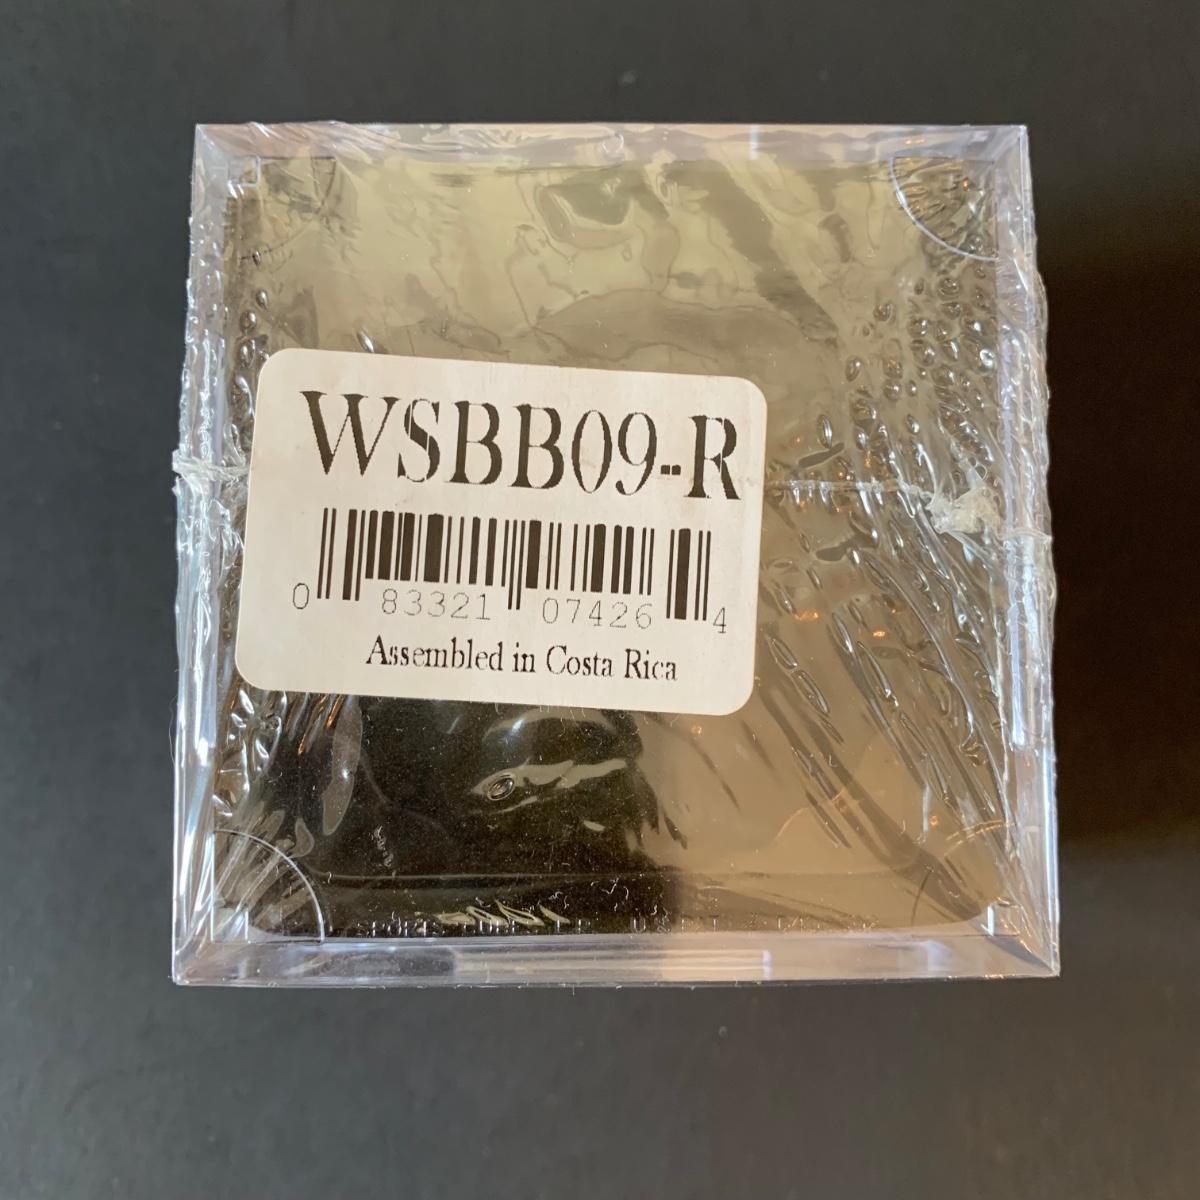 WSBB09-R
0 83321 07426 4
Assembled in Costa Rica